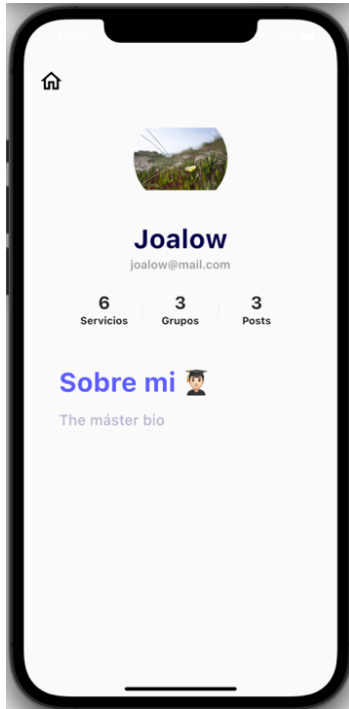 Joalow
joalow@mail.com
6 3 3
Servicios Grupos Posts
Sobre mi 👨🏻‍🎓
The máster bio